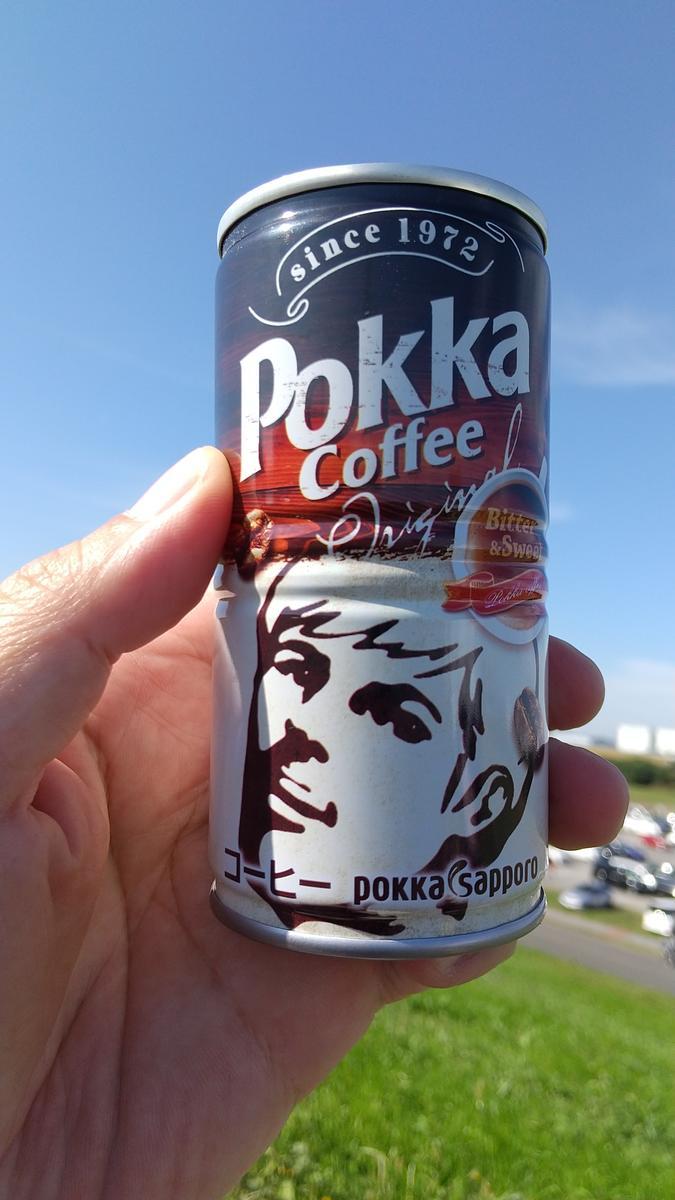 since 1972
Pokka
Coffee
Original
Bitter
&Sweet
コーヒー pokka sapporo